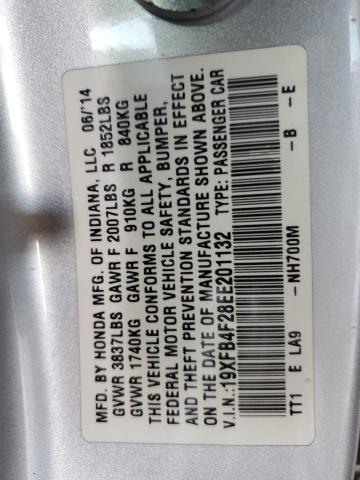 MFD. BY HONDA MFG. OF INDIANA, LLC 06/14
GVWR 3837LBS GAWR F 2007LBS R 1852LBS
GVWR 1740KG GAWR F 910KG R 840KG
THIS VEHICLE CONFORMS TO ALL APPLICABLE
FEDERAL MOTOR VEHICLE SAFETY, BUMPER,
AND THEFT PREVENTION STANDARDS IN EFFECT
ON THE DATE OF MANUFACTURE SHOWN ABOVE.
V.I.N.:19XFB4F28EE201132 TYPE: PASSENGER CAR
TT1 E LA9 -NH700M -B -E